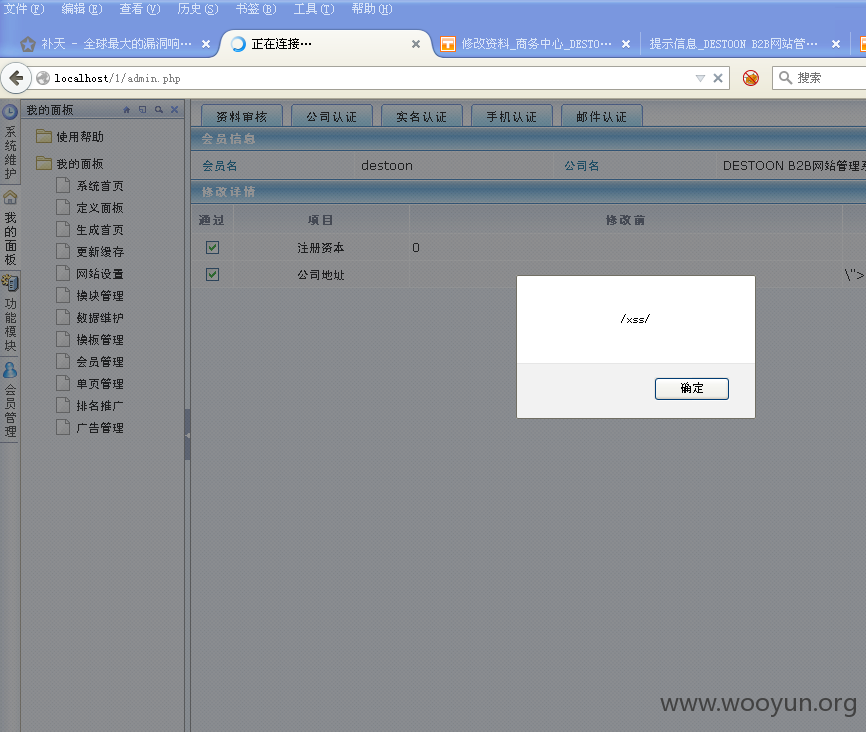 文件(F) 编辑(E) 查看(V) 历史(S) 书签(B) 工具(T) 帮助(H)
补天 - 全球最大的漏洞响… × 正在连接… × 修改资料_商务中心_DESTO… × 提示信息_DESTOON B2B网站管… ×
localhost/1/admin.php 搜索
我的面板
系统维护
我的面板
功能模块
会员管理
使用帮助
我的面板
系统首页
定义面板
生成首页
更新缓存
网站设置
模块管理
数据维护
模板管理
会员管理
单页管理
排名推广
广告管理
资料审核 公司认证 实名认证 手机认证 邮件认证
会员信息
会员名 destoon 公司名 DESTOON B2B网站管理系
修改详情
通过 项目 修改前
注册资本 0
公司地址 \">
/xss/
确定
www.wooyun.org